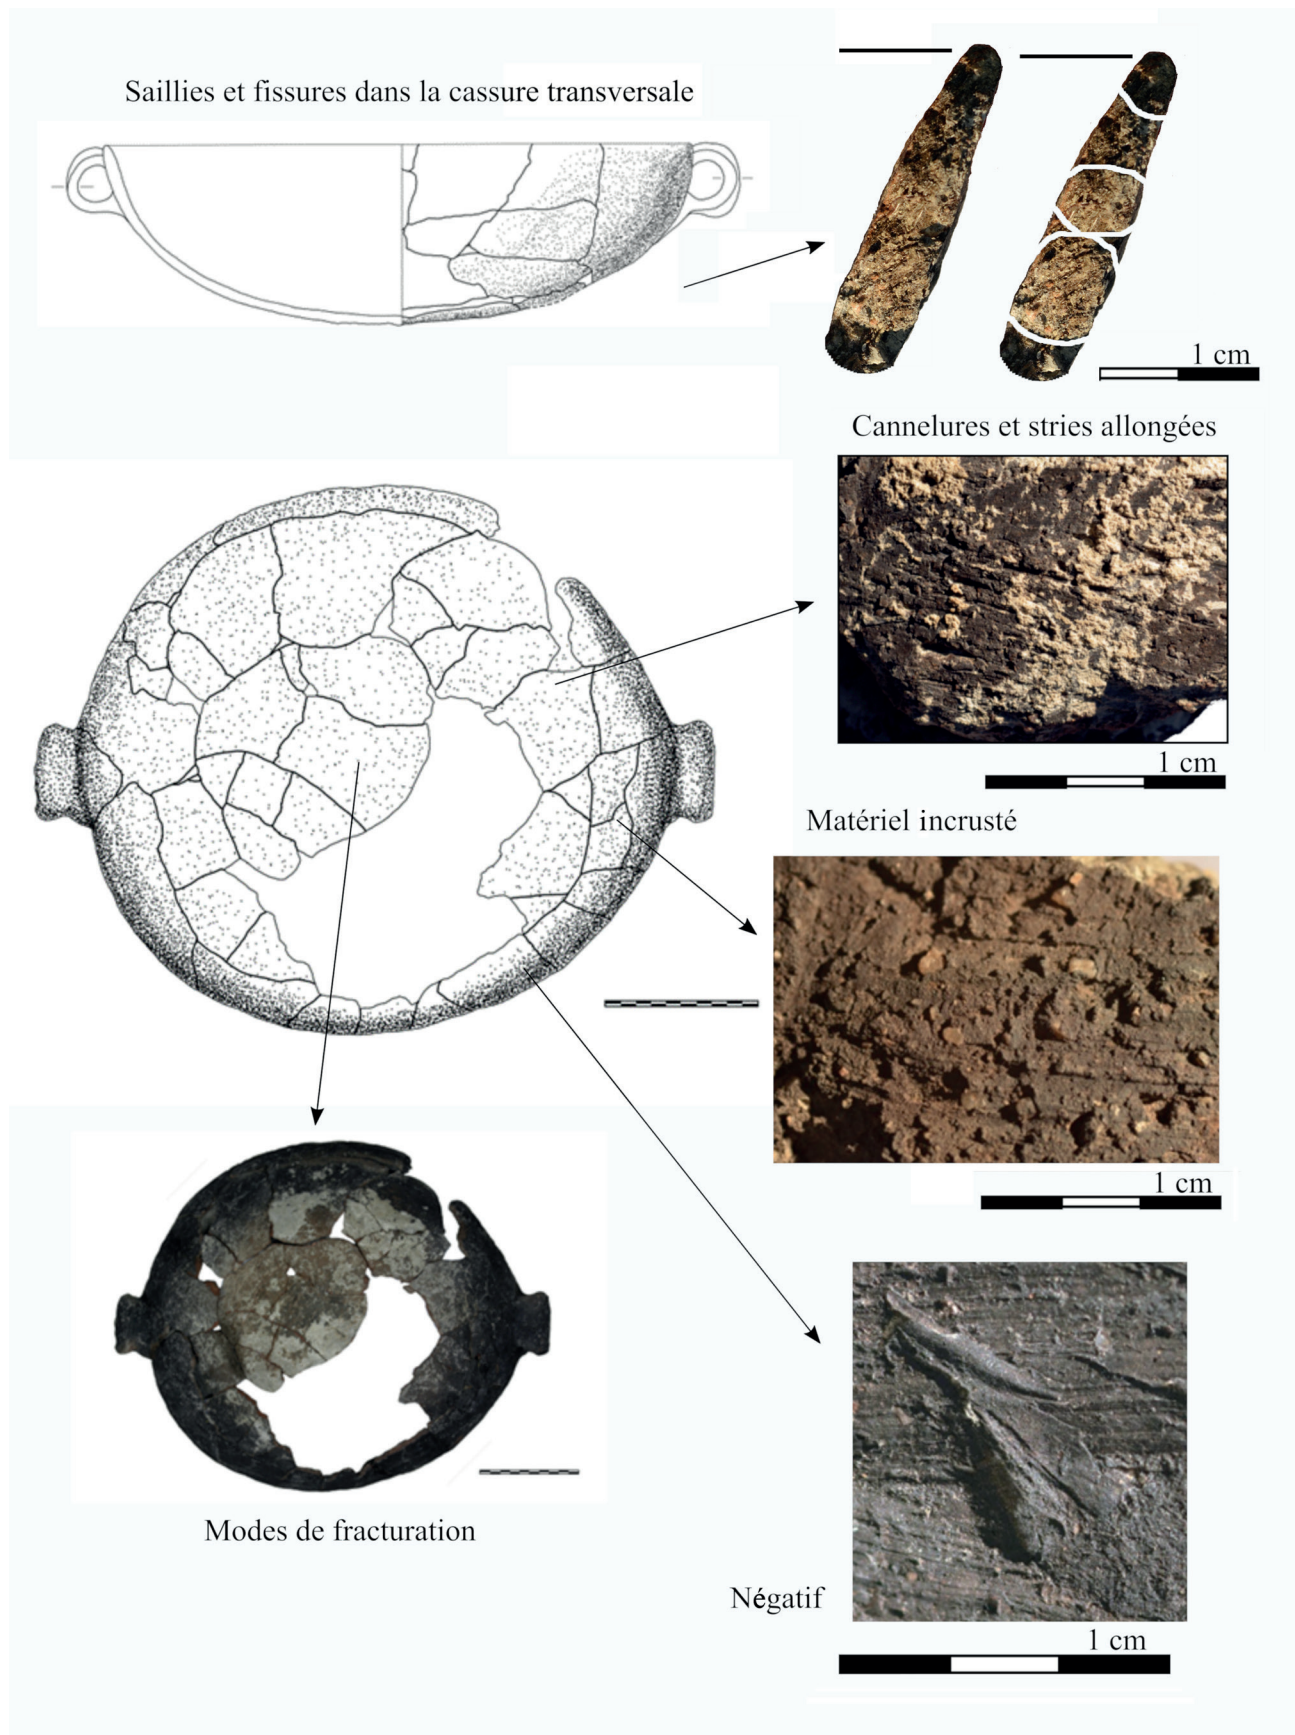 Saillies et fissures dans la cassure transversale
1 cm
Cannelures et stries allongées
1 cm
Matériel incrusté
1 cm
Modes de fracturation
Négatif
1 cm